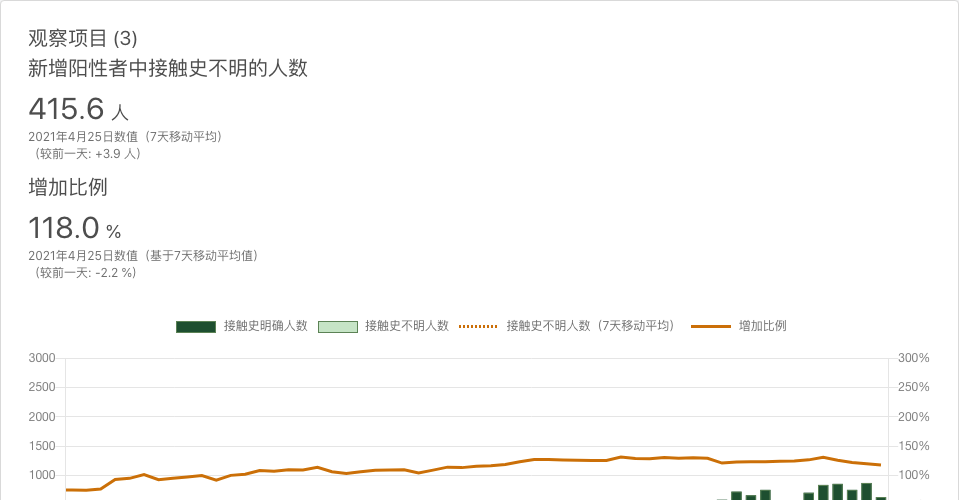 观察项目 (3)
新增阳性者中接触史不明的人数
415.6 人
2021年4月25日数值（7天移动平均）
（较前一天: +3.9 人）
增加比例
118.0 %
2021年4月25日数值（基于7天移动平均值）
（较前一天: -2.2 %）
接触史明确人数 接触史不明人数 接触史不明人数（7天移动平均） 增加比例
3000 300%
2500 250%
2000 200%
1500 150%
1000 100%